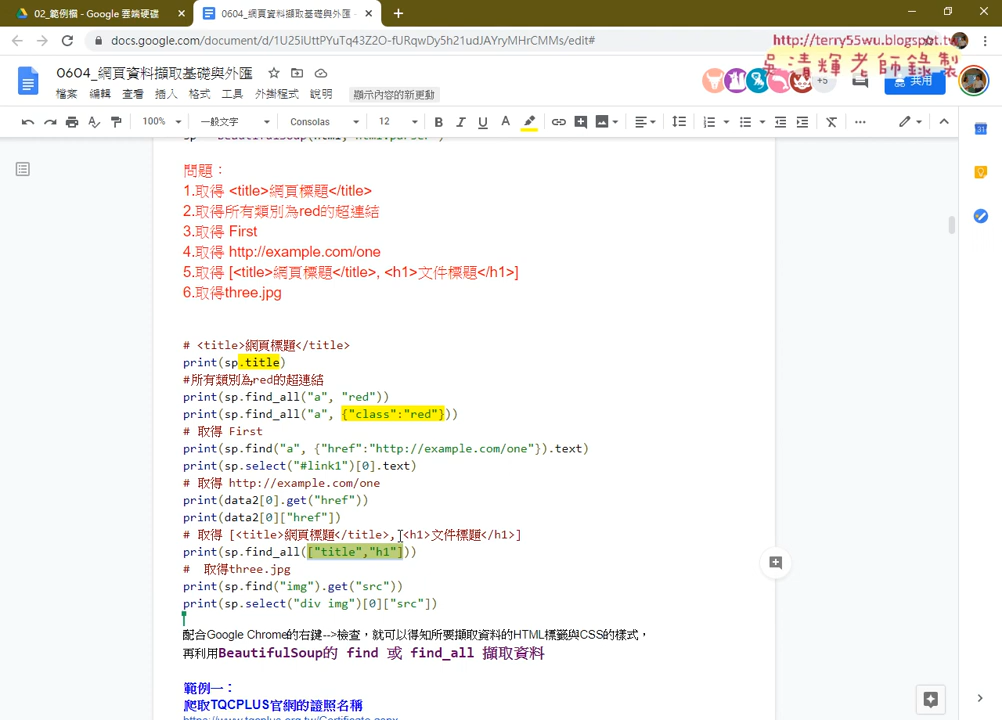 02_範例檔 - Google 雲端硬碟
0604_網頁資料擷取基礎與外匯 -
docs.google.com/document/d/1U25iUttPYuTq43Z2O-fURqwDy5h21udJAYryMHrCMMs/edit#
http://terry55wu.blogspot.tw
吳清輝老師錄製
0604_網頁資料擷取基礎與外匯
檔案 編輯 查看 插入 格式 工具 外掛程式 說明 顯示內容的新更動
+5
共用
100% 一般文字 Consolas 12
問題：
1.取得 <title>網頁標題</title>
2.取得所有類別為red的超連結
3.取得 First
4.取得 http://example.com/one
5.取得 [<title>網頁標題</title>, <h1>文件標題</h1>]
6.取得three.jpg
# <title>網頁標題</title>
print(sp.title)
#所有類別為red的超連結
print(sp.find_all("a", "red"))
print(sp.find_all("a", {"class":"red"}))
# 取得 First
print(sp.find("a", {"href":"http://example.com/one"}).text)
print(sp.select("#link1")[0].text)
# 取得 http://example.com/one
print(data2[0].get("href"))
print(data2[0]["href"])
# 取得 [<title>網頁標題</title>, <h1>文件標題</h1>]
print(sp.find_all(["title","h1"]))
# 取得three.jpg
print(sp.find("img").get("src"))
print(sp.select("div img")[0]["src"])
配合Google Chrome的右鍵-->檢查，就可以得知所要擷取資料的HTML標籤與CSS的樣式，
再利用BeautifulSoup的 find 或 find_all 擷取資料
範例一：
爬取TQCPLUS官網的證照名稱